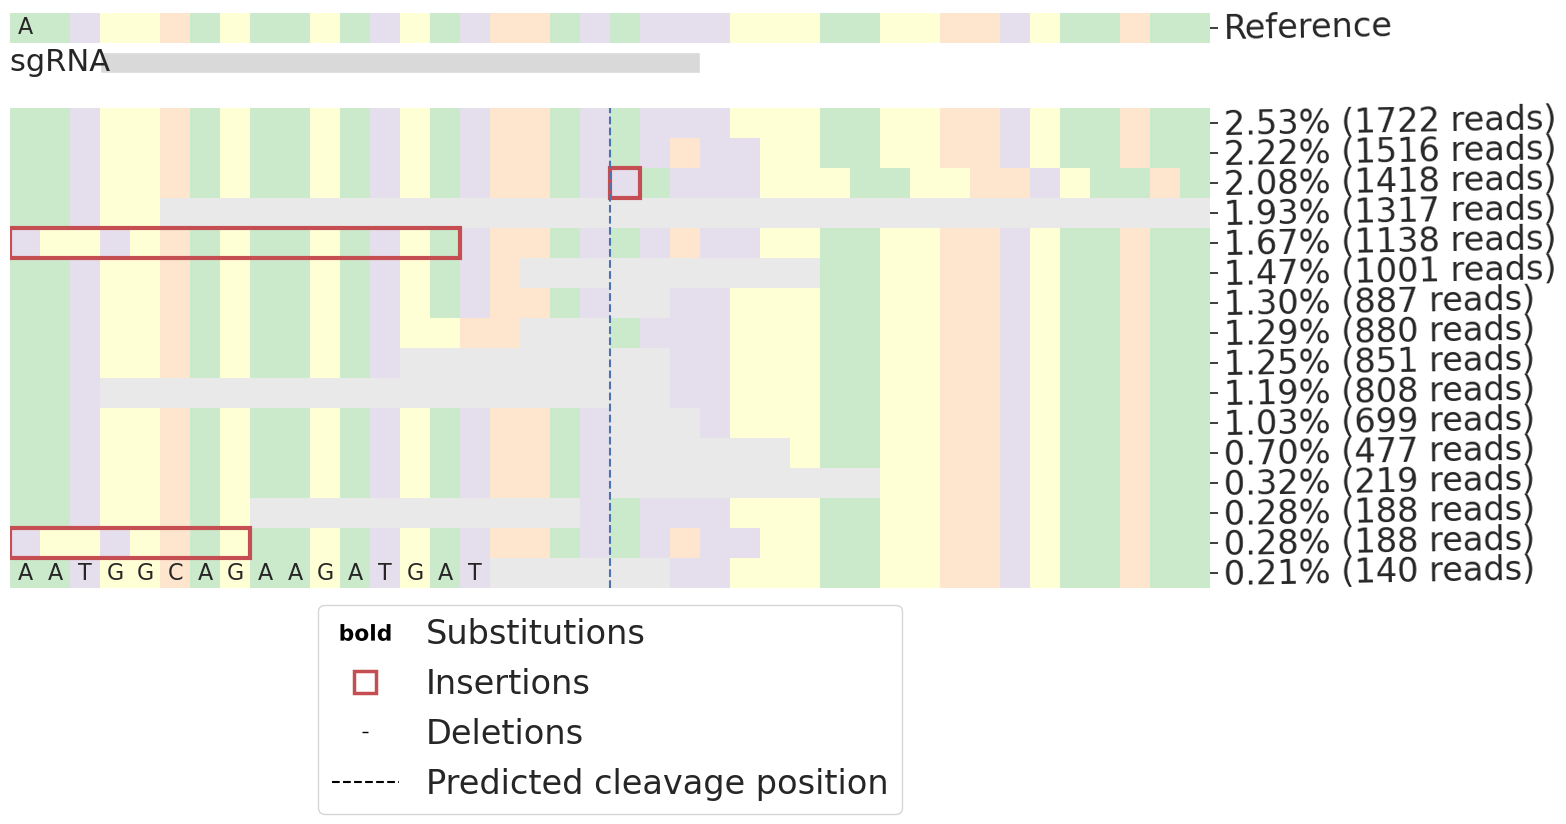 A
Reference
sgRNA
2.53% (1722 reads)
2.22% (1516 reads)
2.08% (1418 reads)
1.93% (1317 reads)
1.67% (1138 reads)
1.47% (1001 reads)
1.30% (887 reads)
1.29% (880 reads)
1.25% (851 reads)
1.19% (808 reads)
1.03% (699 reads)
0.70% (477 reads)
0.32% (219 reads)
0.28% (188 reads)
0.28% (188 reads)
A A T G G C A G A A G A T G A T 0.21% (140 reads)
bold Substitutions
Insertions
- Deletions
Predicted cleavage position